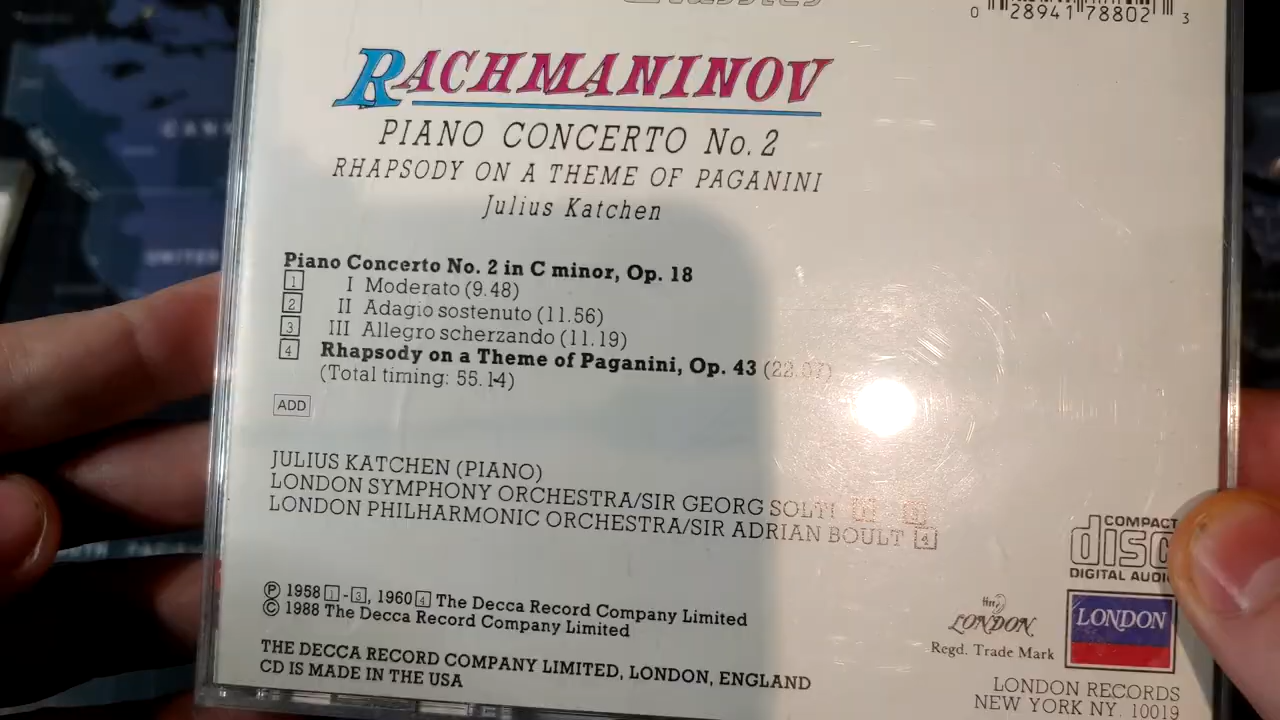 Classics
0 28941 78802 3
RACHMANINOV
PIANO CONCERTO No. 2
RHAPSODY ON A THEME OF PAGANINI
Julius Katchen
Piano Concerto No. 2 in C minor, Op. 18
1 I Moderato (9.48)
2 II Adagio sostenuto (11.56)
3 III Allegro scherzando (11.19)
4 Rhapsody on a Theme of Paganini, Op. 43 (22.07)
(Total timing: 55.14)
ADD
JULIUS KATCHEN (PIANO)
LONDON SYMPHONY ORCHESTRA/SIR GEORG SOLTI 1 - 3
LONDON PHILHARMONIC ORCHESTRA/SIR ADRIAN BOULT 4
Ⓟ 1958 1 - 3, 1960 4 The Decca Record Company Limited
© 1988 The Decca Record Company Limited
THE DECCA RECORD COMPANY LIMITED, LONDON, ENGLAND
CD IS MADE IN THE USA
COMPACT
disc
DIGITAL AUDIO
ffrr
LONDON
Regd. Trade Mark
LONDON
LONDON RECORDS
NEW YORK NY. 10019